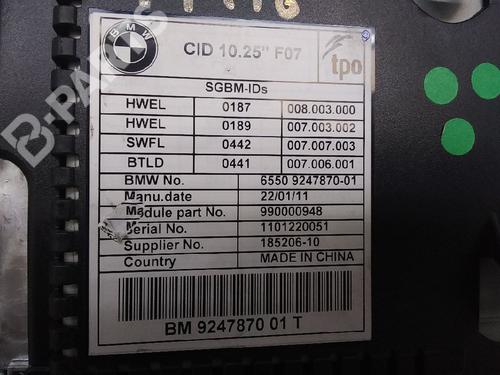 BMW
CID 10.25" F07
tpo
SGBM-IDs
HWEL 0187 008.003.000
HWEL 0189 007.003.002
SWFL 0442 007.007.003
BTLD 0441 007.006.001
BMW No. 6550 9247870-01
Manu.date 22/01/11
Module part No. 990000948
Serial No. 1101220051
Supplier No. 185206-10
Country MADE IN CHINA
BM 9247870 01 T
B-PARTS